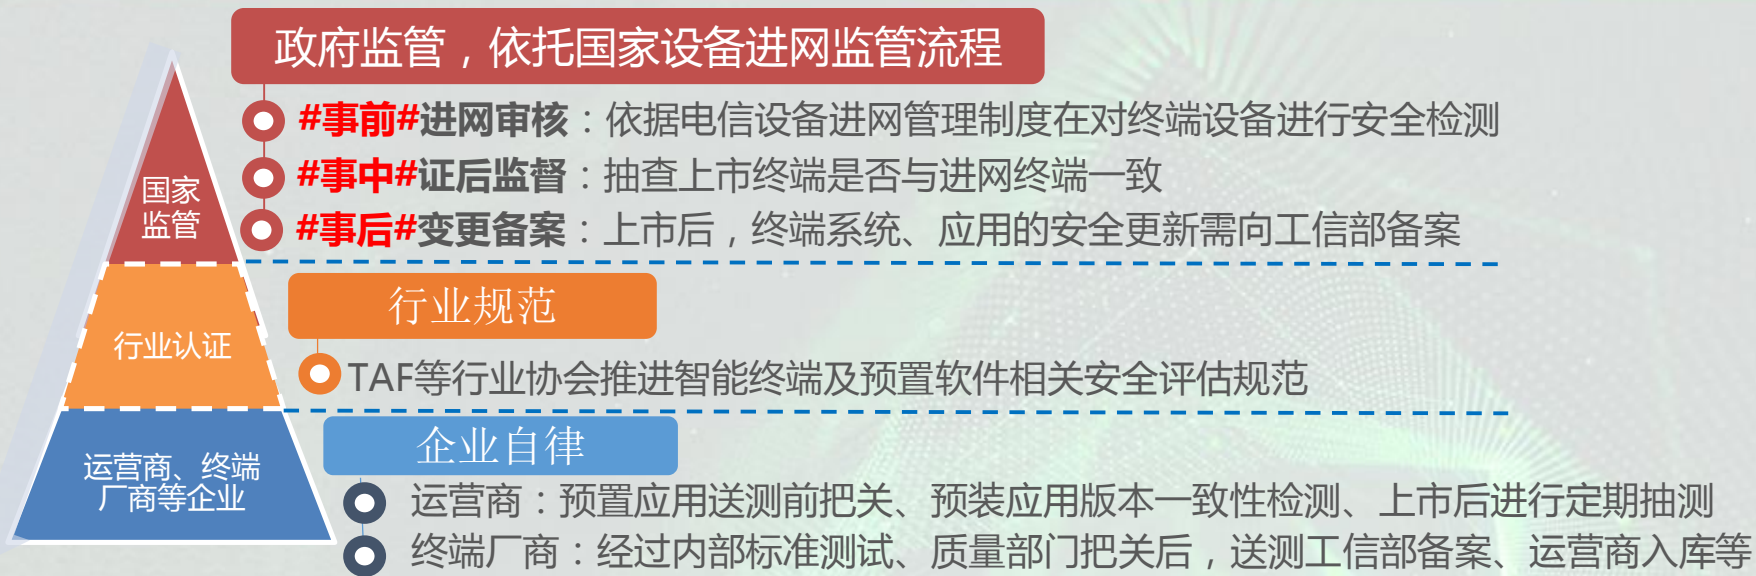 政府监管，依托国家设备进网监管流程
#事前#进网审核：依据电信设备进网管理制度在对终端设备进行安全检测
#事中#证后监督：抽查上市终端是否与进网终端一致
#事后#变更备案：上市后，终端系统、应用的安全更新需向工信部备案
国家
监管
行业规范
TAF等行业协会推进智能终端及预置软件相关安全评估规范
行业认证
企业自律
运营商：预置应用送测前把关、预装应用版本一致性检测、上市后进行定期抽测
终端厂商：经过内部标准测试、质量部门把关后，送测工信部备案、运营商入库等
运营商、终端
厂商等企业